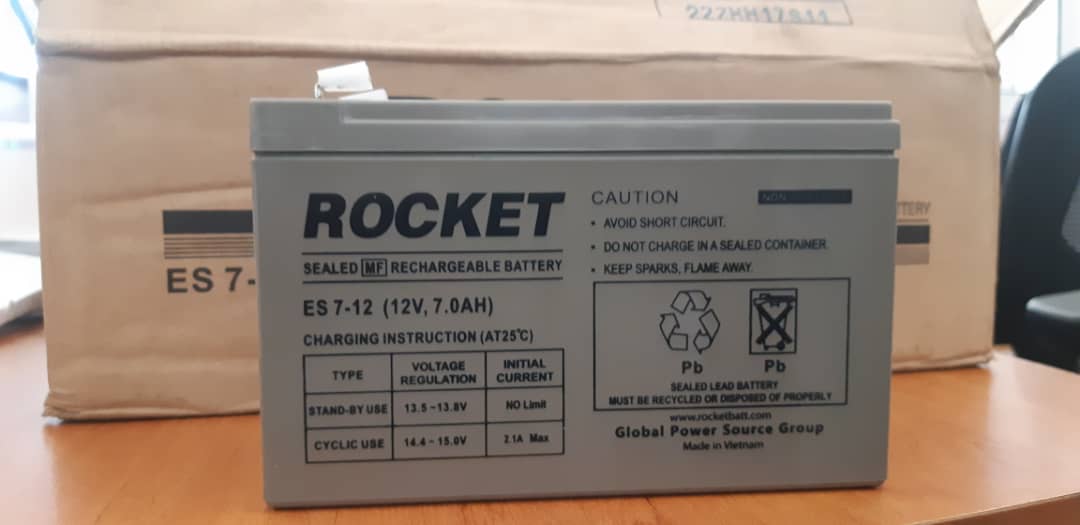 222HH17S11
ROCKET
SEALED MF RECHARGEABLE BATTERY
ES 7-12 (12V, 7.0AH)
CHARGING INSTRUCTION (AT25℃)
TYPE VOLTAGE REGULATION INITIAL CURRENT
STAND-BY USE 13.5 ~13.8V NO Limit
CYCLIC USE 14.4 ~ 15.0V 2.1A Max
CAUTION
• AVOID SHORT CIRCUIT.
• DO NOT CHARGE IN A SEALED CONTAINER.
• KEEP SPARKS, FLAME AWAY.
NON
Pb Pb
SEALED LEAD BATTERY
MUST BE RECYCLED OR DISPOSED OF PROPERLY
www.rocketbatt.com
Global Power Source Group
Made in Vietnam
ES 7-
TTERY